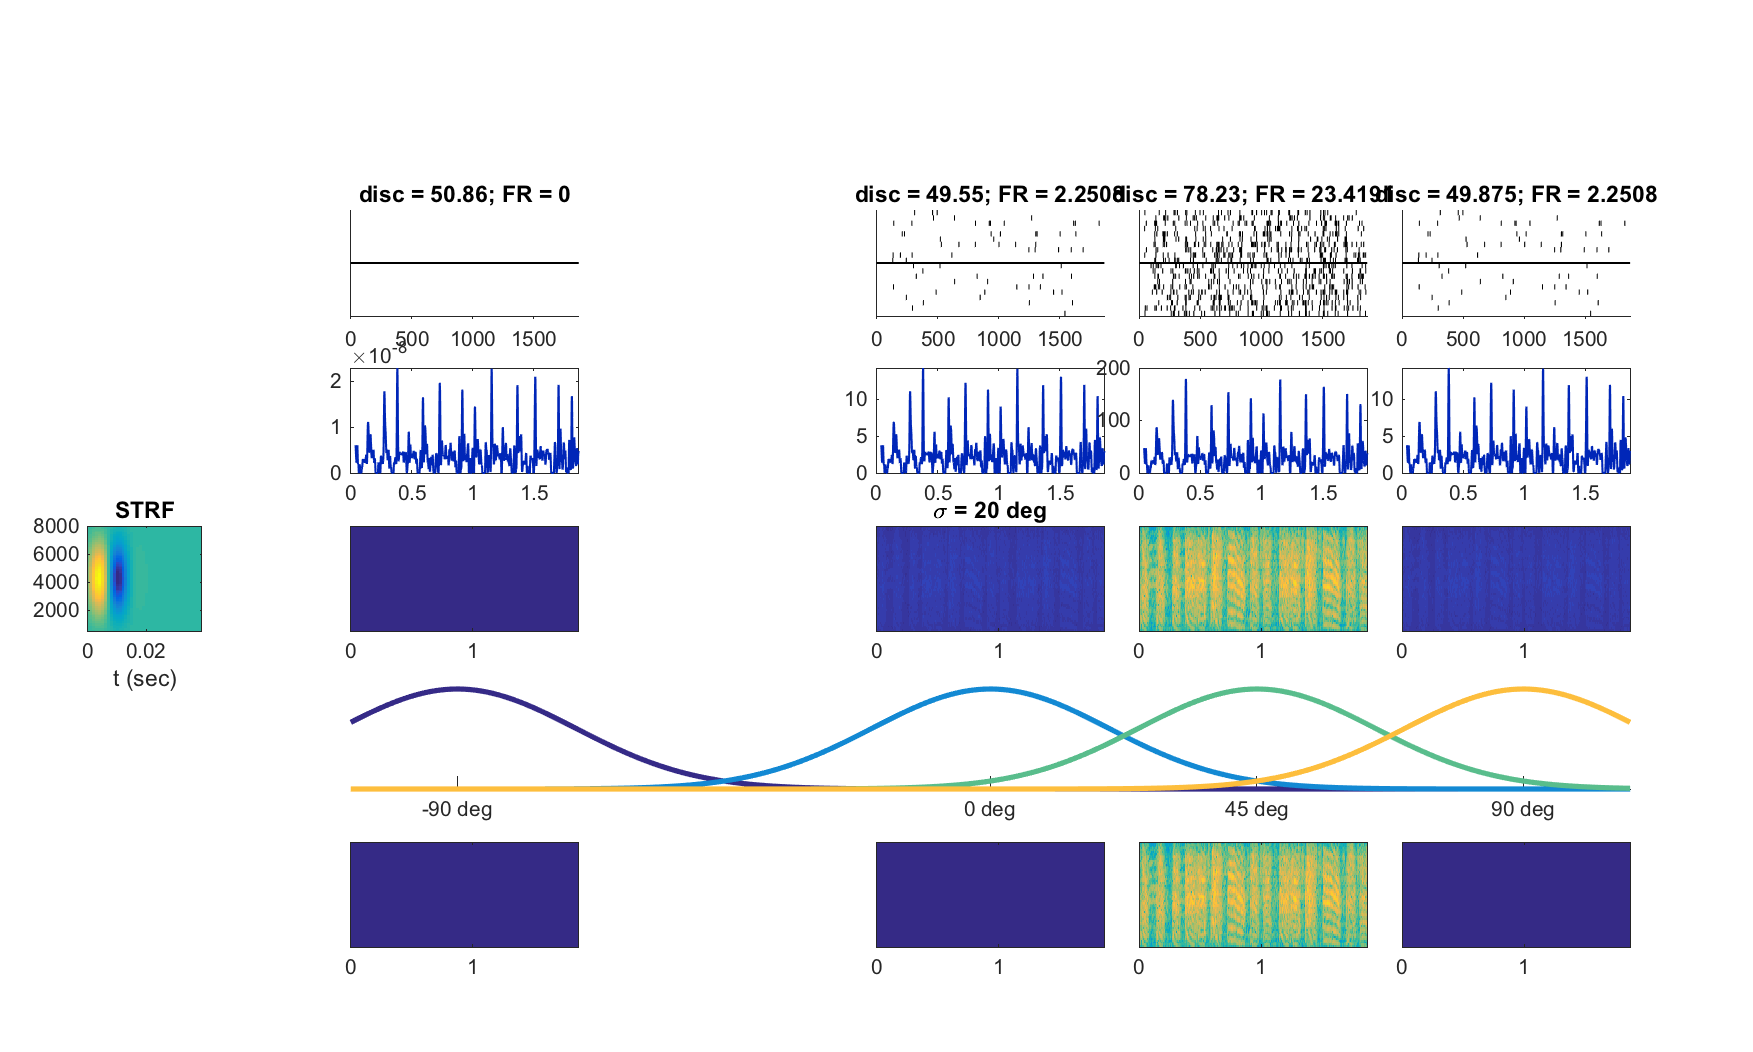 disc = 50.86; FR = 0
disc = 49.55; FR = 2.2508
disc = 78.23; FR = 23.4191
disc = 49.875; FR = 2.2508
0 500 1000 1500
0 500 1000 1500
0 500 1000 1500
0 500 1000 1500
×10⁻⁸
2
1
0
0 0.5 1 1.5
10
5
0
0 0.5 1 1.5
200
100
0
0 0.5 1 1.5
10
5
0
0 0.5 1 1.5
STRF
8000
6000
4000
2000
0 0.02
t (sec)
σ = 20 deg
0 1
0 1
0 1
0 1
-90 deg
0 deg
45 deg
90 deg
0 1
0 1
0 1
0 1